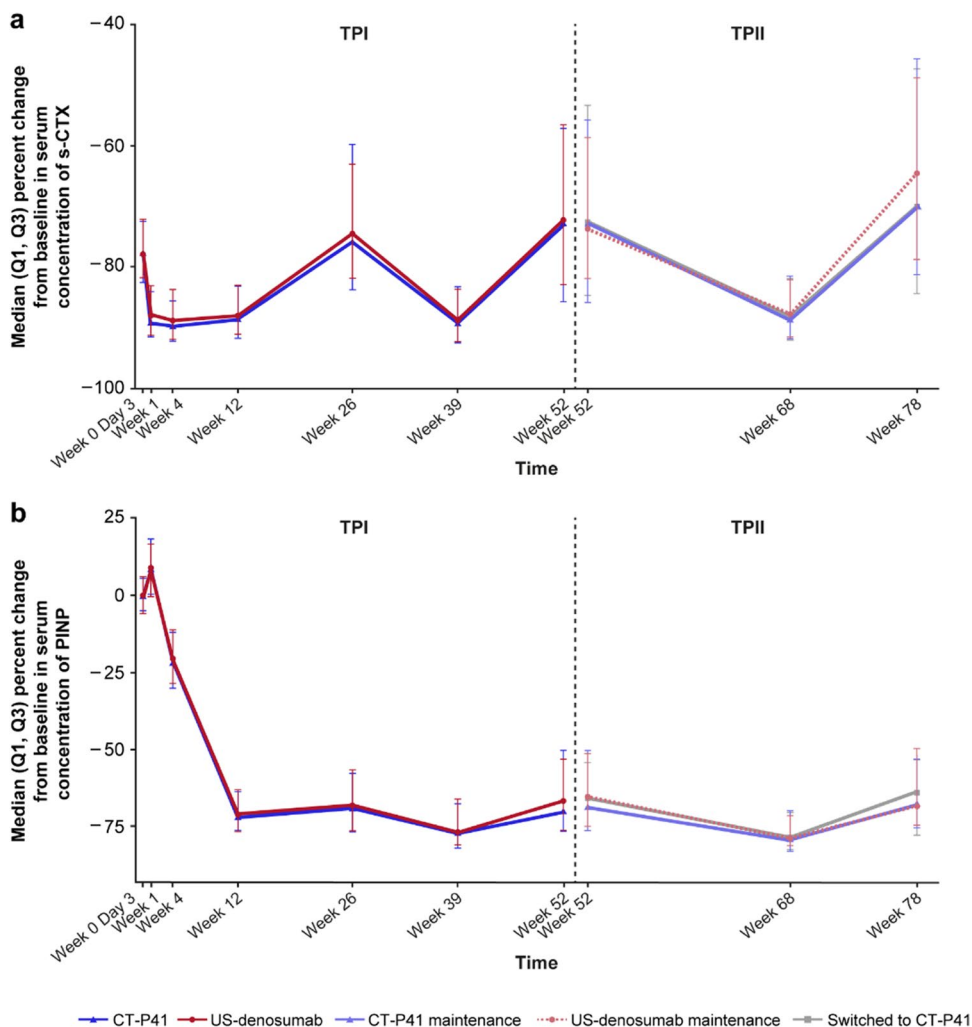 a
TPI
TPII
Median (Q1, Q3) percent change
from baseline in serum
concentration of s-CTX
−40
−60
−80
−100
Week 0 Day 3
Week 1
Week 4
Week 12
Week 26
Week 39
Week 52
Week 52
Week 68
Week 78
Time
b
TPI
TPII
Median (Q1, Q3) percent change
from baseline in serum
concentration of PINP
25
0
−25
−50
−75
Week 0 Day 3
Week 1
Week 4
Week 12
Week 26
Week 39
Week 52
Week 52
Week 68
Week 78
Time
CT-P41 US-denosumab CT-P41 maintenance US-denosumab maintenance Switched to CT-P41